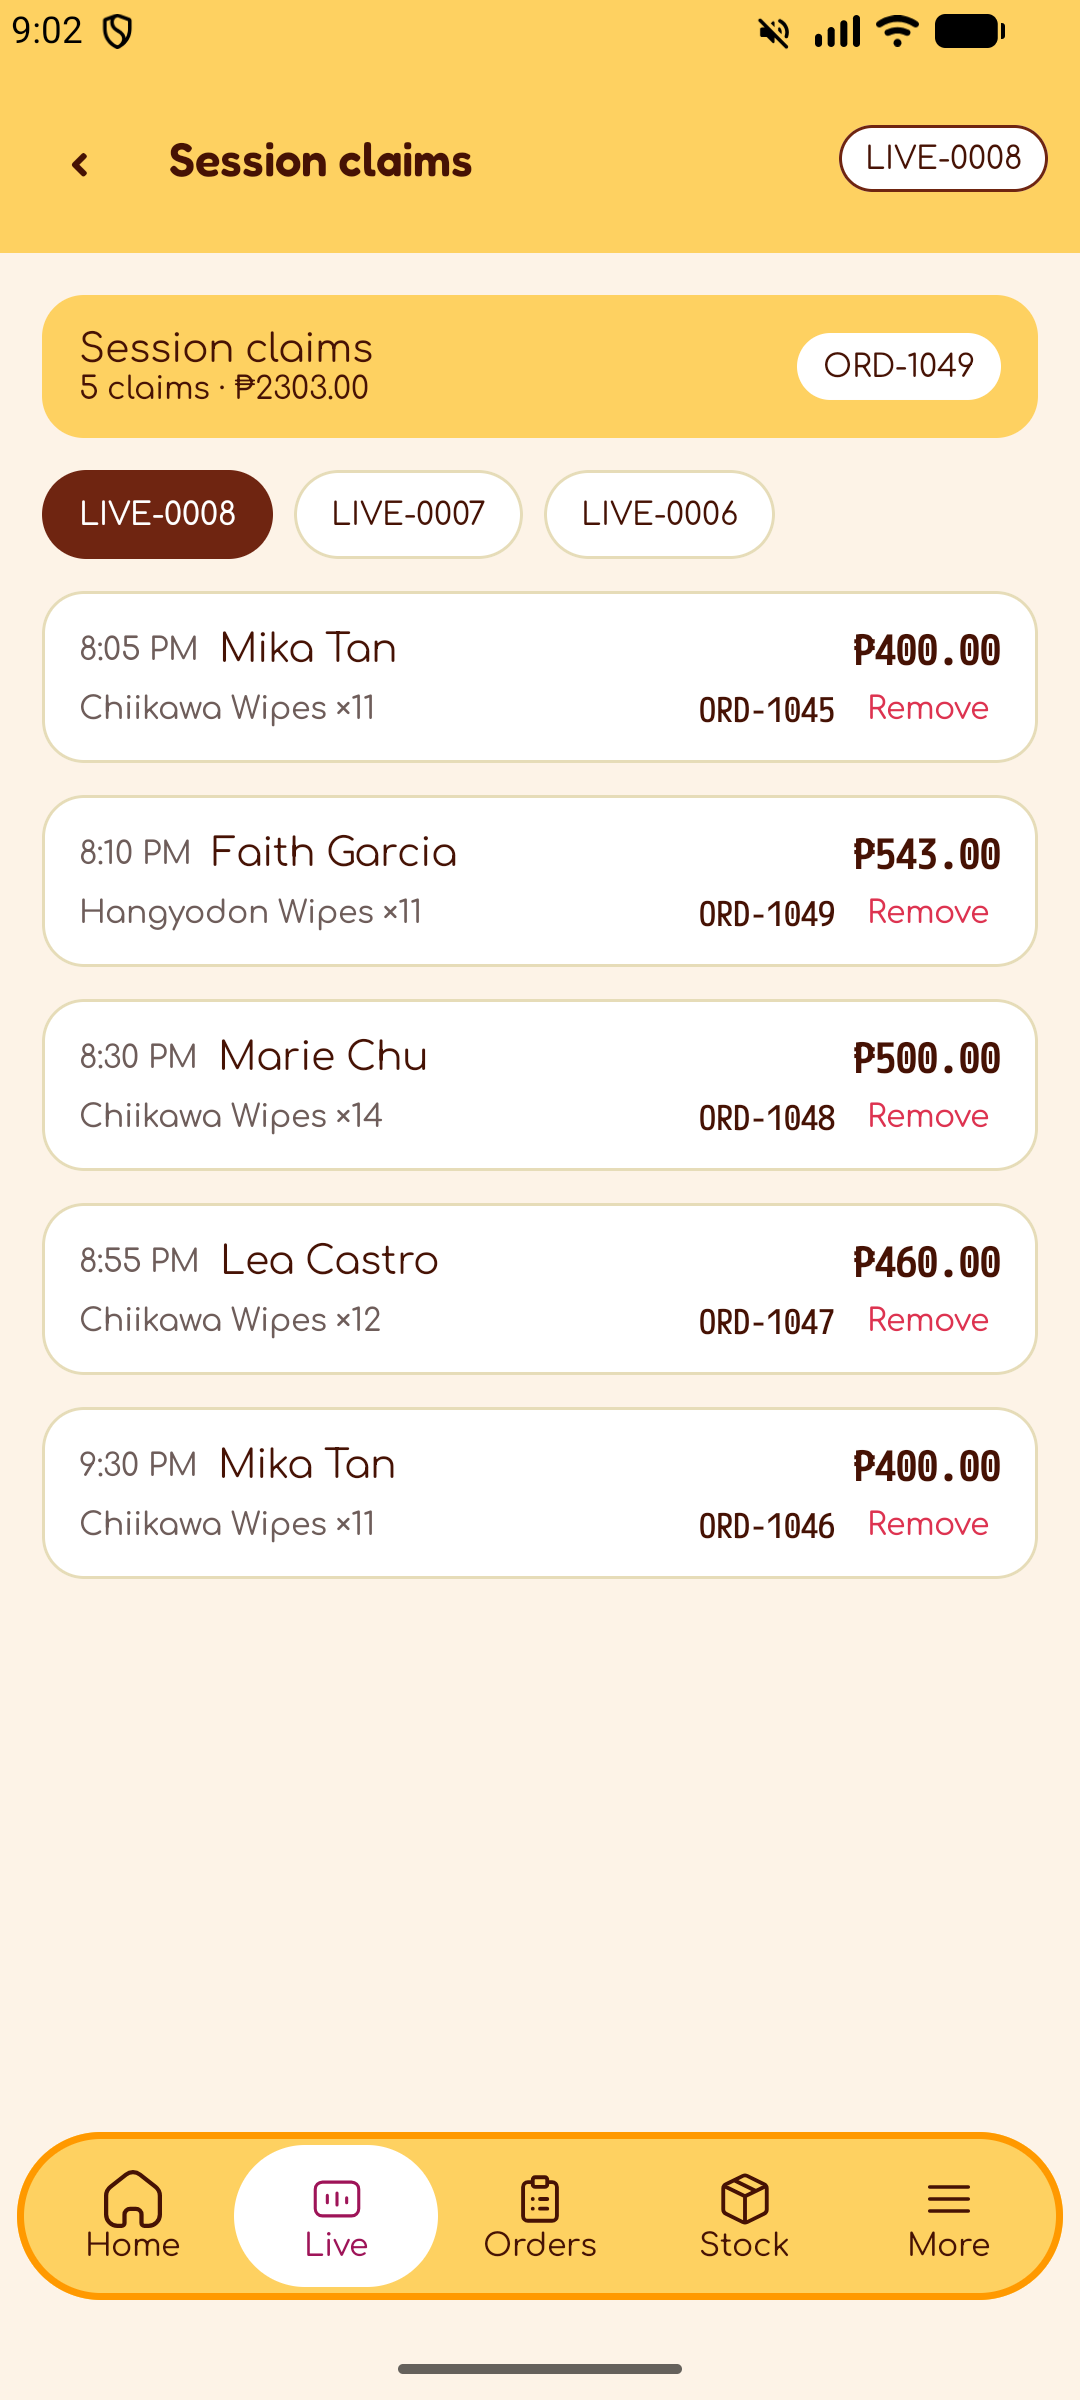 9:02
Session claims
LIVE-0008
Session claims
5 claims · ₱2303.00
ORD-1049
LIVE-0008
LIVE-0007
LIVE-0006
8:05 PM Mika Tan ₱400.00
Chiikawa Wipes ×11 ORD-1045 Remove
8:10 PM Faith Garcia ₱543.00
Hangyodon Wipes ×11 ORD-1049 Remove
8:30 PM Marie Chu ₱500.00
Chiikawa Wipes ×14 ORD-1048 Remove
8:55 PM Lea Castro ₱460.00
Chiikawa Wipes ×12 ORD-1047 Remove
9:30 PM Mika Tan ₱400.00
Chiikawa Wipes ×11 ORD-1046 Remove
Home
Live
Orders
Stock
More